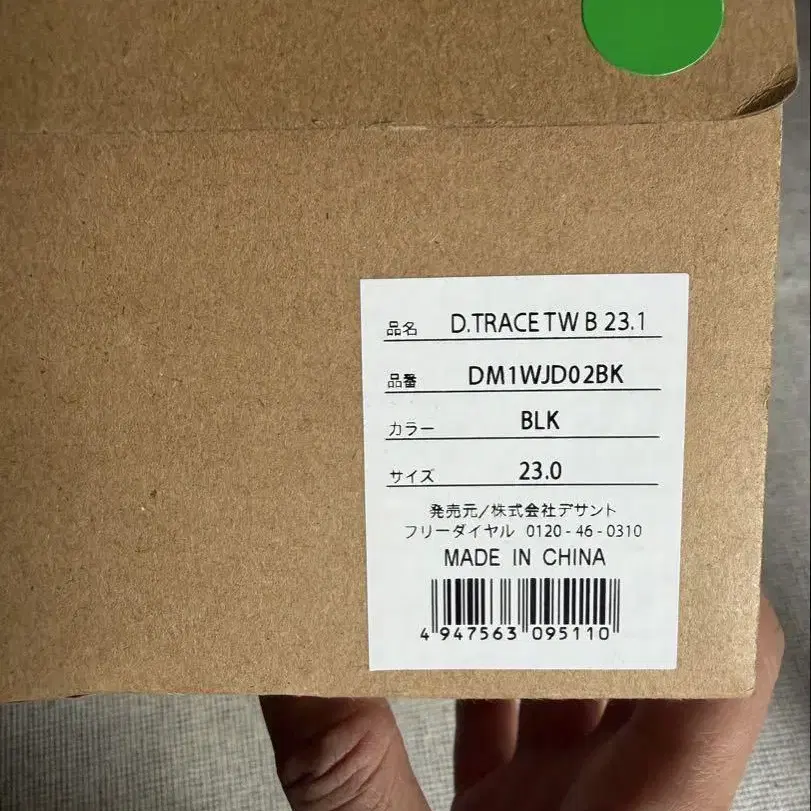 品名 D.TRACE TW B 23.1
品番 DM1WJD02BK
カラー BLK
サイズ 23.0
発売元/株式会社デサント
フリーダイヤル 0120-46-0310
MADE IN CHINA
4 947563 095110